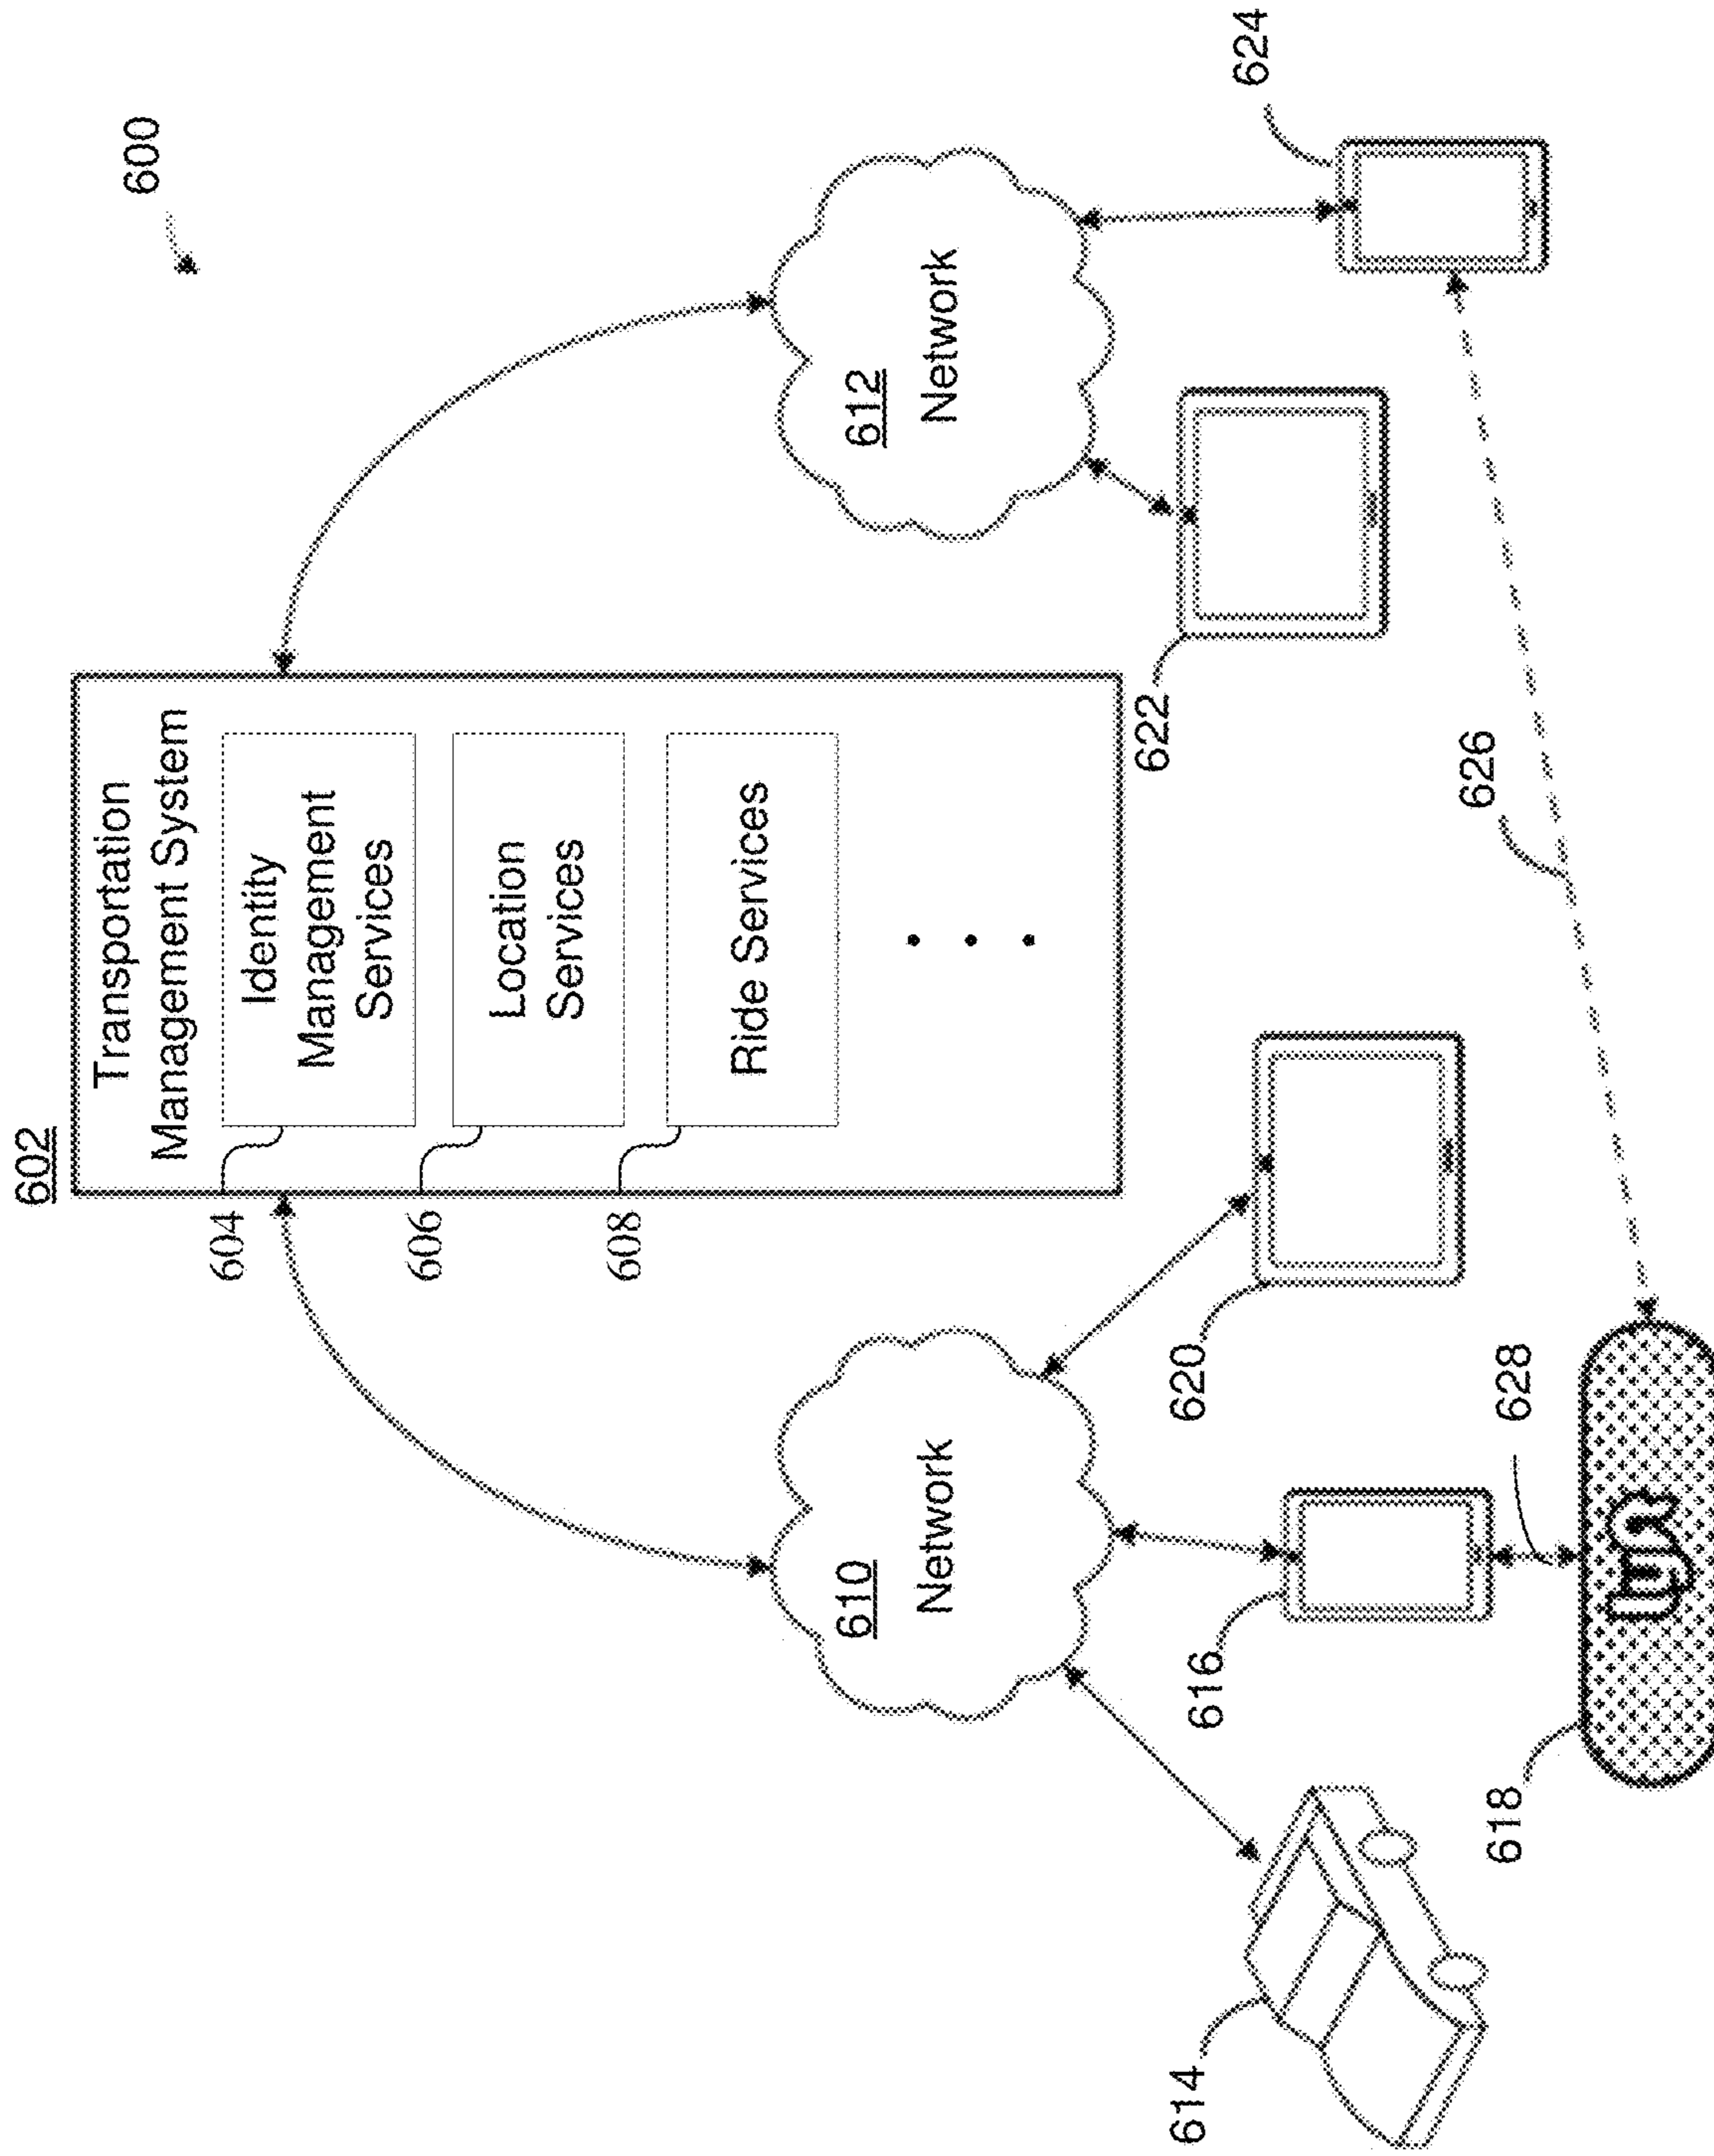 600
602
Transportation
Management System
604
Identity
Management
Services
606
Location
Services
608
Ride Services
610
Network
612
Network
614
616
618
620
622
624
626
628